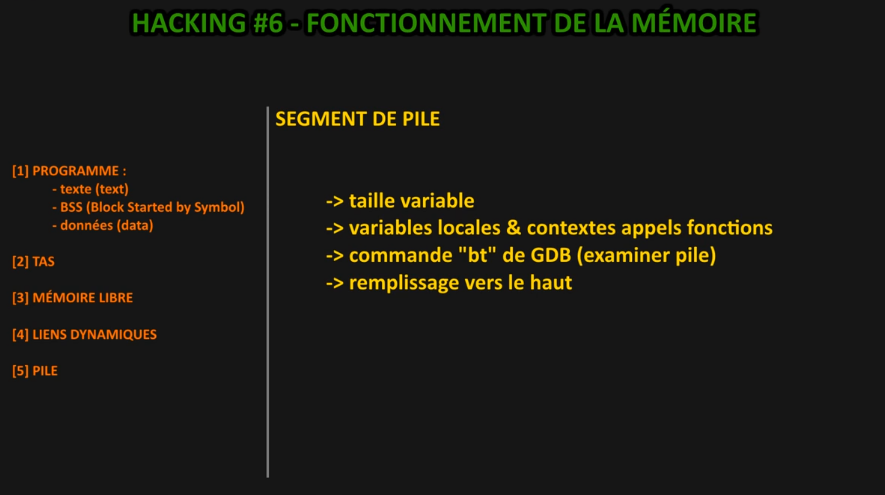 HACKING #6 - FONCTIONNEMENT DE LA MÉMOIRE
[1] PROGRAMME :
- texte (text)
- BSS (Block Started by Symbol)
- données (data)
[2] TAS
[3] MÉMOIRE LIBRE
[4] LIENS DYNAMIQUES
[5] PILE
SEGMENT DE PILE
-> taille variable
-> variables locales & contextes appels fonctions
-> commande "bt" de GDB (examiner pile)
-> remplissage vers le haut